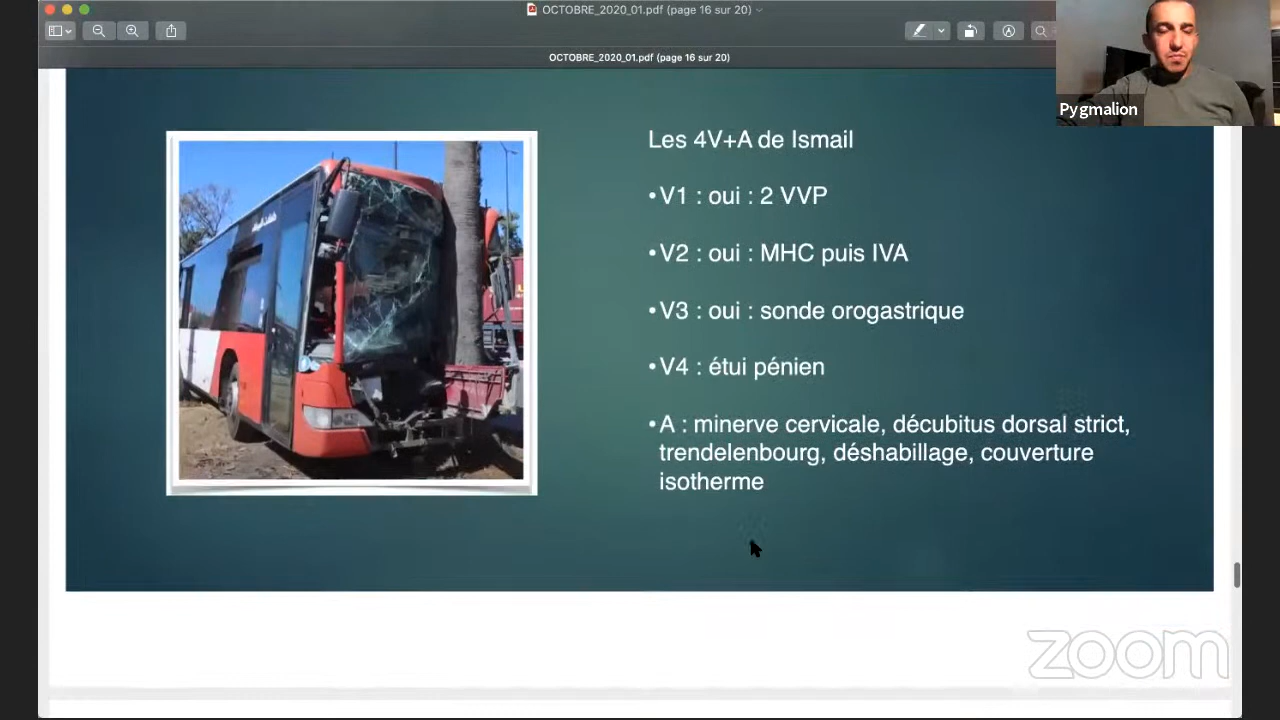 OCTOBRE_2020_01.pdf (page 16 sur 20)
OCTOBRE_2020_01.pdf (page 16 sur 20)
Pygmalion
Les 4V+A de Ismail
•V1 : oui : 2 VVP
•V2 : oui : MHC puis IVA
•V3 : oui : sonde orogastrique
•V4 : étui pénien
•A : minerve cervicale, décubitus dorsal strict,
trendelenbourg, déshabillage, couverture
isotherme
zoom